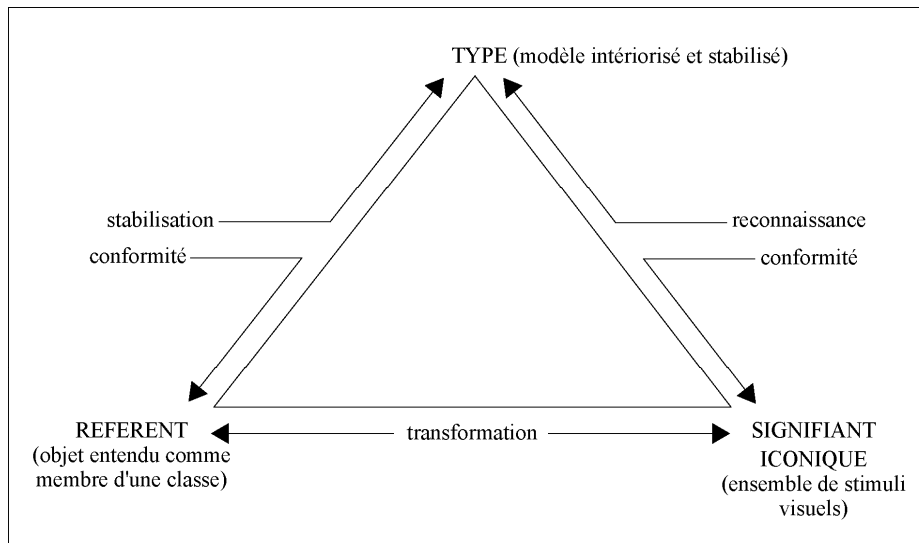 TYPE (modèle intériorisé et stabilisé)
stabilisation
reconnaissance
conformité
conformité
REFERENT
(objet entendu comme
membre d'une classe)
transformation
SIGNIFIANT
ICONIQUE
(ensemble de stimuli
visuels)